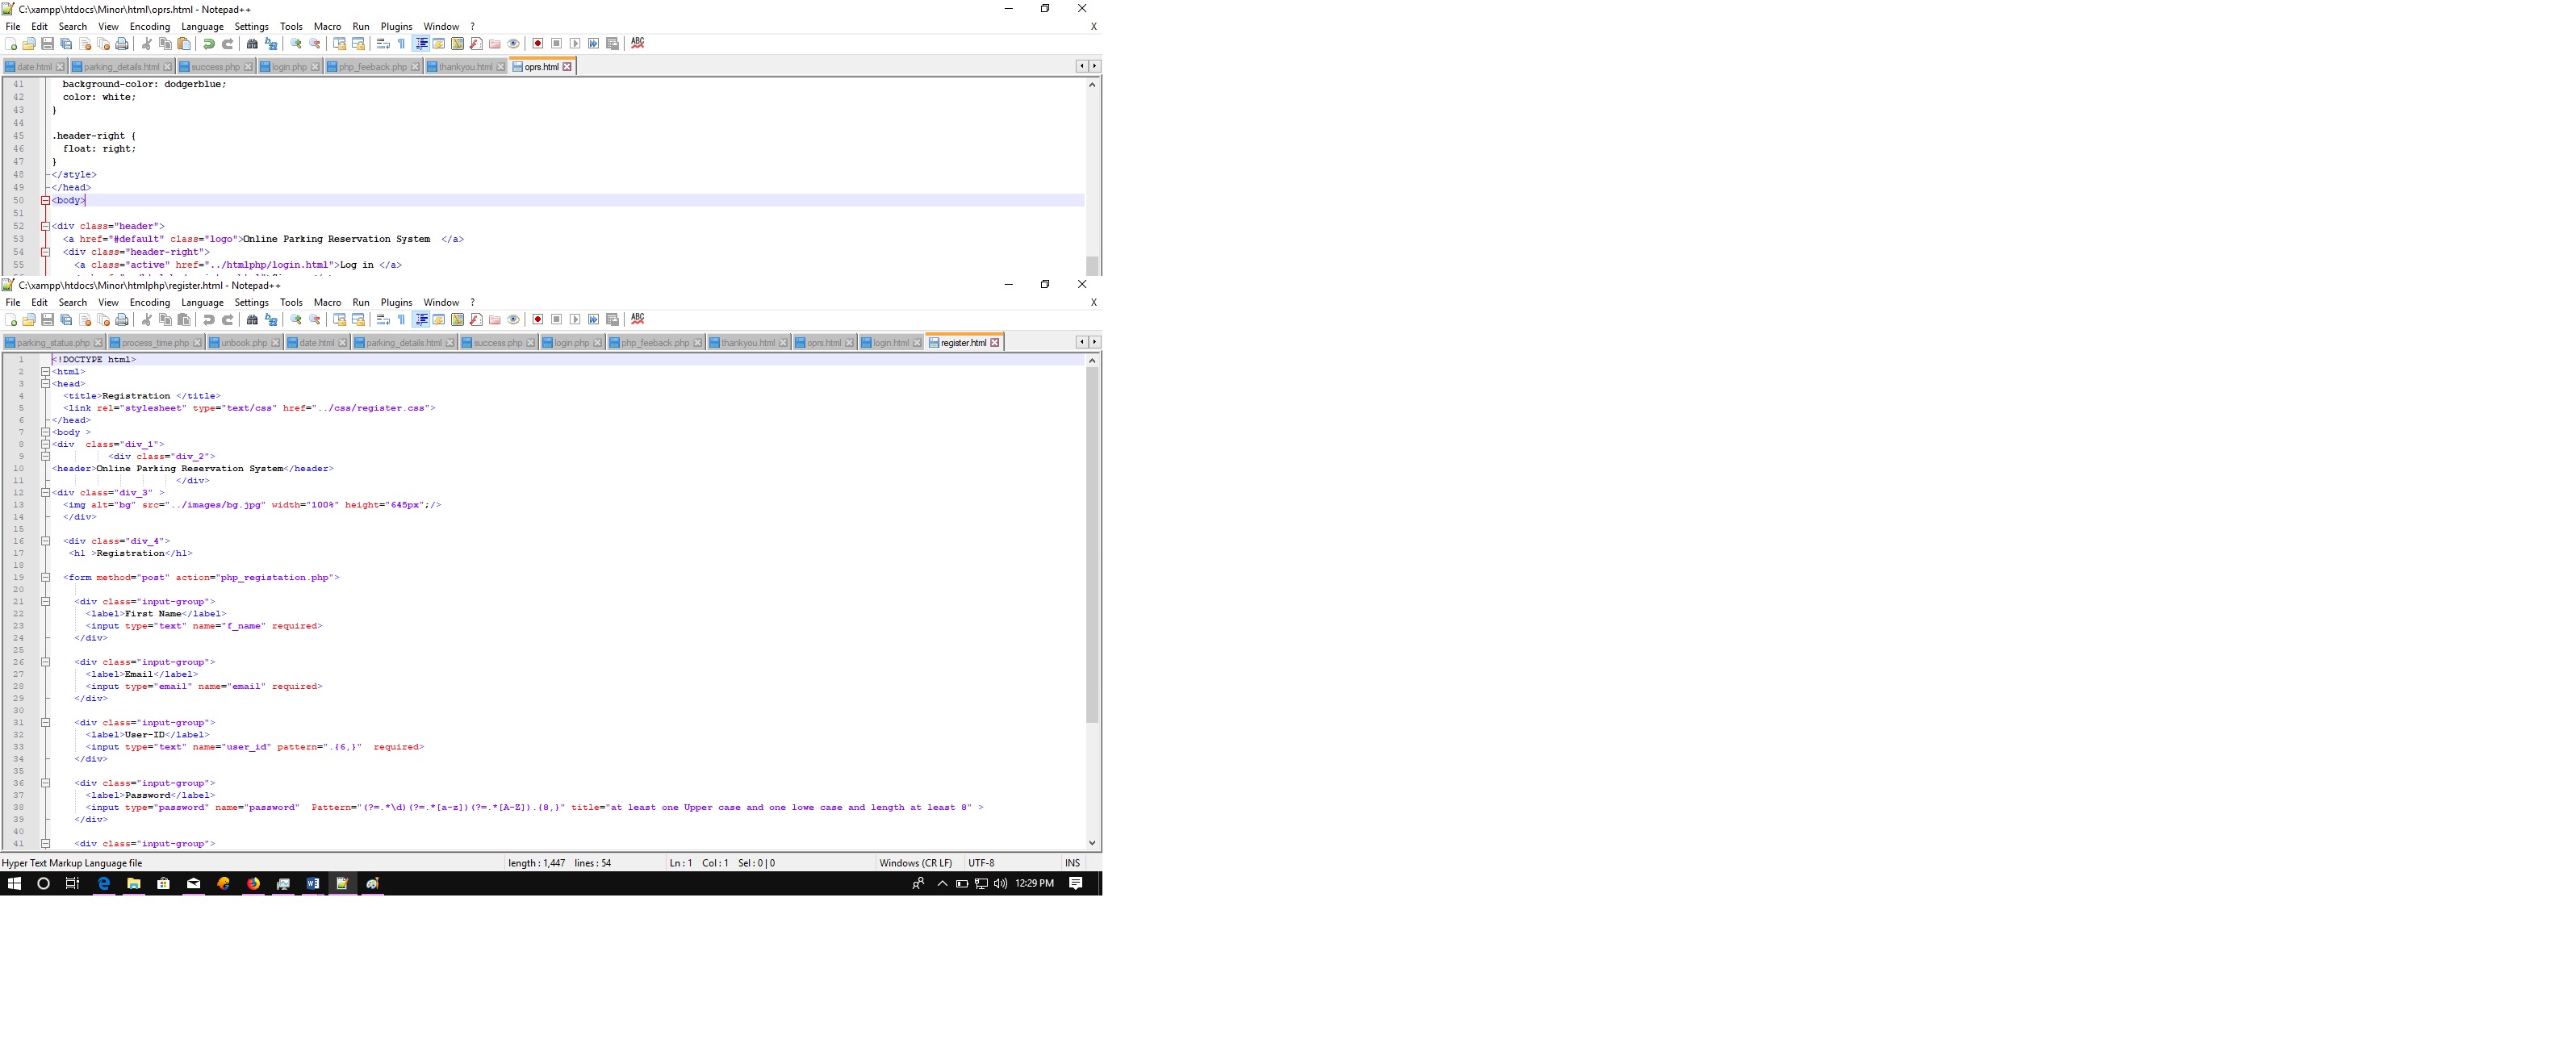 C:\xampp\htdocs\Minor\html\oprs.html - Notepad++
File Edit Search View Encoding Language Settings Tools Macro Run Plugins Window ? X
date.html parking_details.html success.php login.php php_feeback.php thankyou.html oprs.html
41 background-color: dodgerblue;
42 color: white;
43 }
44
45 .header-right {
46 float: right;
47 }
48 </style>
49 </head>
50 <body>
51
52 <div class="header">
53 <a href="#default" class="logo">Online Parking Reservation System </a>
54 <div class="header-right">
55 <a class="active" href="../htmlphp/login.html">Log in </a>
C:\xampp\htdocs\Minor\htmlphp\register.html - Notepad++
File Edit Search View Encoding Language Settings Tools Macro Run Plugins Window ? X
parking_status.php process_time.php unbook.php date.html parking_details.html success.php login.php php_feeback.php thankyou.html oprs.html login.html register.html
1 <!DOCTYPE html>
2 <html>
3 <head>
4 <title>Registration </title>
5 <link rel="stylesheet" type="text/css" href="../css/register.css">
6 </head>
7 <body >
8 <div class="div_1">
9 <div class="div_2">
10 <header>Online Parking Reservation System</header>
11 </div>
12 <div class="div_3" >
13 <img alt="bg" src="../images/bg.jpg" width="100%" height="645px";/>
14 </div>
15
16 <div class="div_4">
17 <h1 >Registration</h1>
18
19 <form method="post" action="php_registation.php">
20
21 <div class="input-group">
22 <label>First Name</label>
23 <input type="text" name="f_name" required>
24 </div>
25
26 <div class="input-group">
27 <label>Email</label>
28 <input type="email" name="email" required>
29 </div>
30
31 <div class="input-group">
32 <label>User-ID</label>
33 <input type="text" name="user_id" pattern=".{6,}" required>
34 </div>
35
36 <div class="input-group">
37 <label>Password</label>
38 <input type="password" name="password" Pattern="(?=.*\d)(?=.*[a-z])(?=.*[A-Z]).{8,}" title="at least one Upper case and one lowe case and length at least 8" >
39 </div>
40
41 <div class="input-group">
Hyper Text Markup Language file length : 1,447 lines : 54 Ln : 1 Col : 1 Sel : 0 | 0 Windows (CR LF) UTF-8 INS
12:29 PM